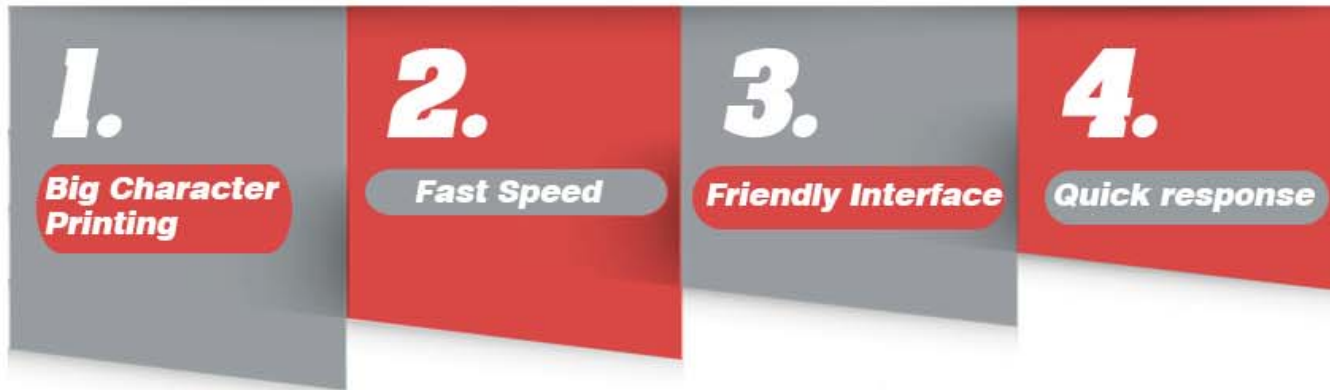 1.
Big Character
Printing
2.
Fast Speed
3.
Friendly Interface
4.
Quick response